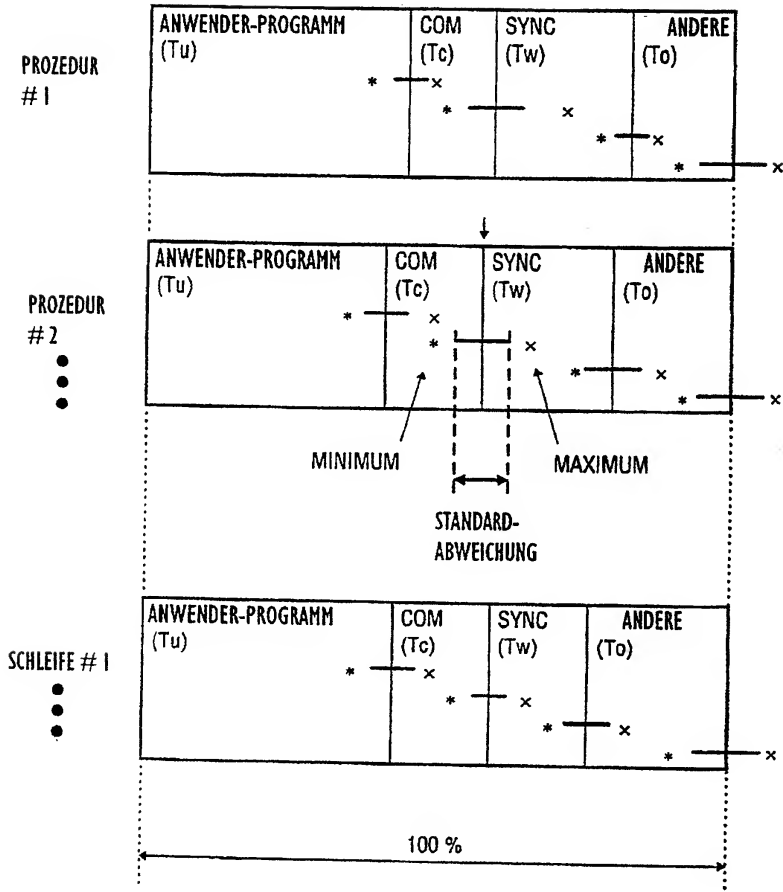 PROZEDUR
# 1
ANWENDER-PROGRAMM
(Tu)
COM
(Tc)
SYNC
(Tw)
ANDERE
(To)
PROZEDUR
# 2
ANWENDER-PROGRAMM
(Tu)
COM
(Tc)
SYNC
(Tw)
ANDERE
(To)
MINIMUM
MAXIMUM
STANDARD-
ABWEICHUNG
SCHLEIFE # 1
ANWENDER-PROGRAMM
(Tu)
COM
(Tc)
SYNC
(Tw)
ANDERE
(To)
100 %